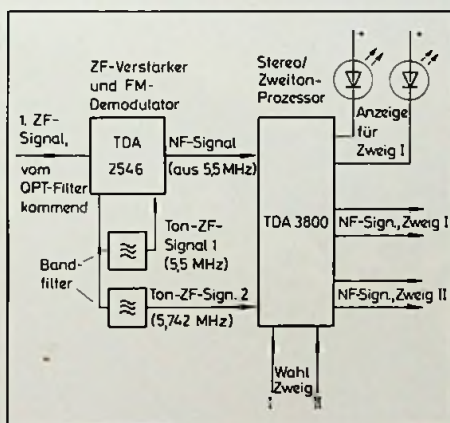 ZF-Verstärker
und FM-
Demodulator
Stereo/
Zweiton-
Prozessor
+
+
1. ZF-
Signal,
vom
OPT-Filter
kommend
TDA
2546
NF-Signal
(aus 5,5 MHz)
Anzeige
für
Zweig I
TDA 3800
Ton-ZF-
Signal 1
(5,5 MHz)
Band-
filter
Ton-ZF-Sign. 2
(5,742 MHz)
NF-Sign., Zweig I
NF-Sign., Zweig II
Wahl
Zweig
I II